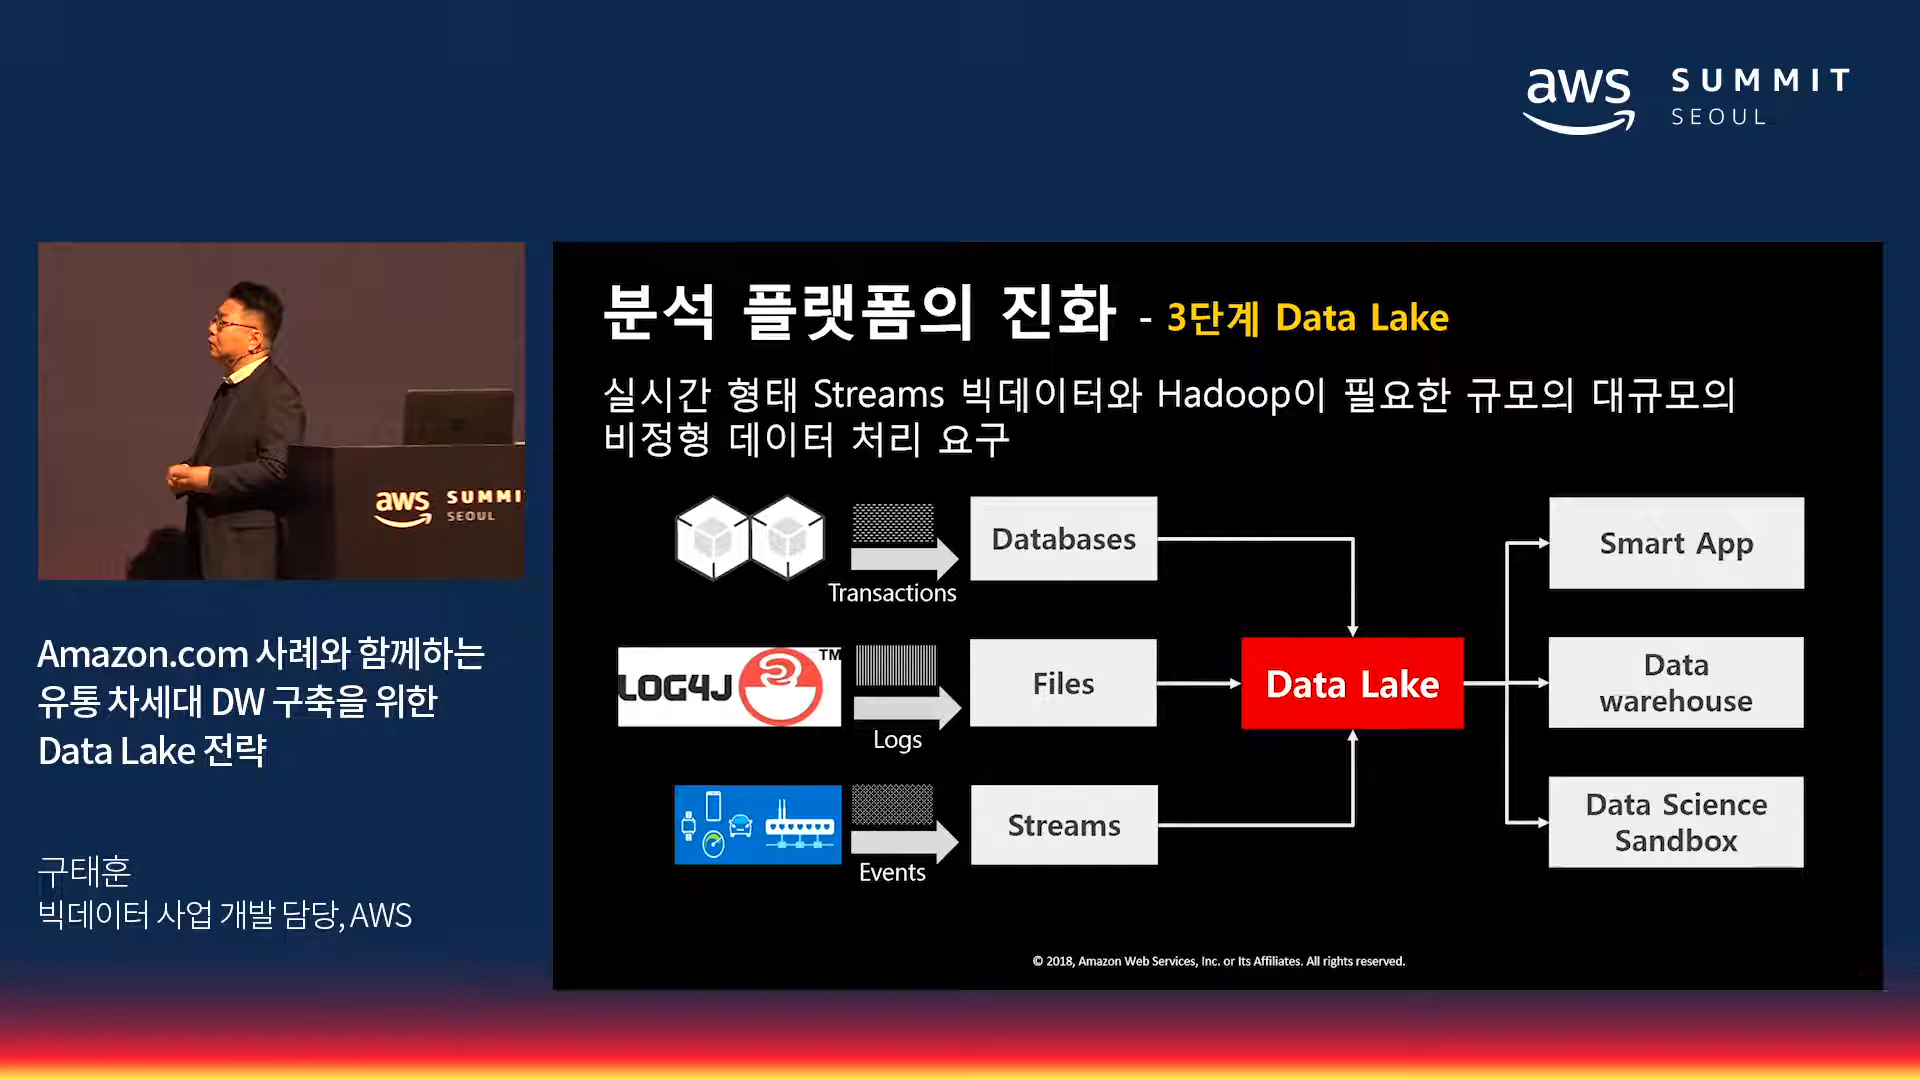 aws SUMMIT
SEOUL
aws SUMMI
SEOUL
Amazon.com 사례와 함께하는
유통 차세대 DW 구축을 위한
Data Lake 전략
구태훈
빅데이터 사업 개발 담당, AWS
분석 플랫폼의 진화 - 3단계 Data Lake
실시간 형태 Streams 빅데이터와 Hadoop이 필요한 규모의 대규모의
비정형 데이터 처리 요구
Transactions
Databases
Smart App
LOG4J TM
Logs
Files
Data Lake
Data
warehouse
Events
Streams
Data Science
Sandbox
© 2018, Amazon Web Services, Inc. or Its Affiliates. All rights reserved.